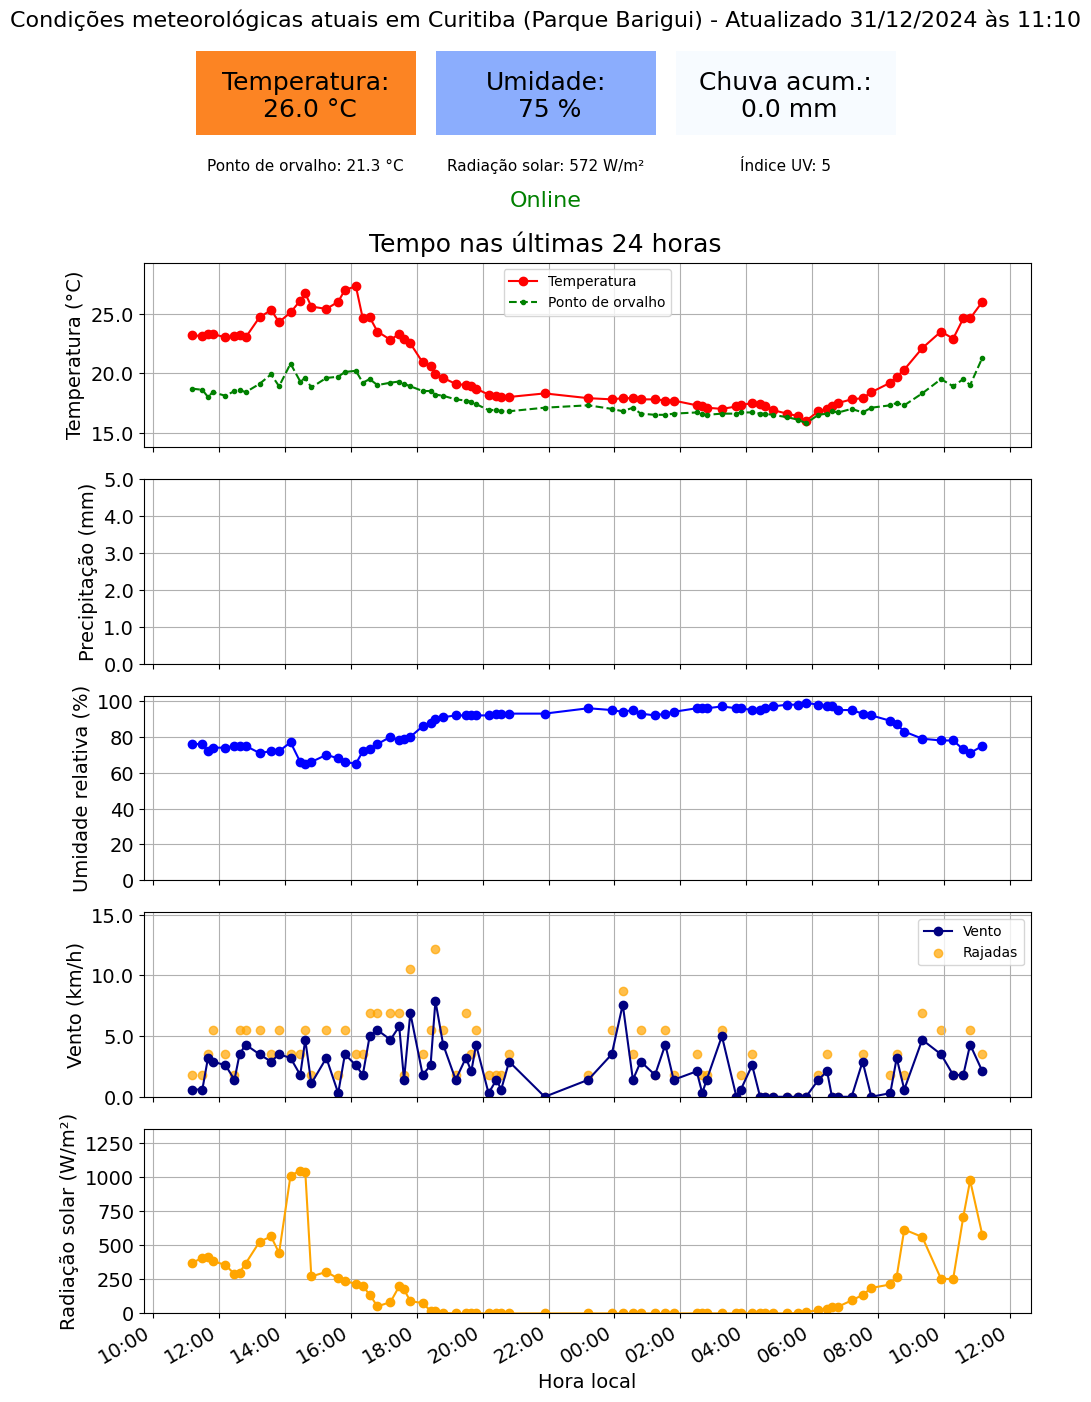 Condições meteorológicas atuais em Curitiba (Parque Barigui) - Atualizado 31/12/2024 às 11:10
Temperatura:
26.0 °C
Umidade:
75 %
Chuva acum.:
0.0 mm
Ponto de orvalho: 21.3 °C
Radiação solar: 572 W/m²
Índice UV: 5
Online
Tempo nas últimas 24 horas
Temperatura (°C)
25.0
20.0
15.0
Temperatura
Ponto de orvalho
Precipitação (mm)
5.0
4.0
3.0
2.0
1.0
0.0
Umidade relativa (%)
100
80
60
40
20
0
Vento (km/h)
15.0
10.0
5.0
0.0
Vento
Rajadas
Radiação solar (W/m²)
1250
1000
750
500
250
0
10:00
12:00
14:00
16:00
18:00
20:00
22:00
00:00
02:00
04:00
06:00
08:00
10:00
12:00
Hora local